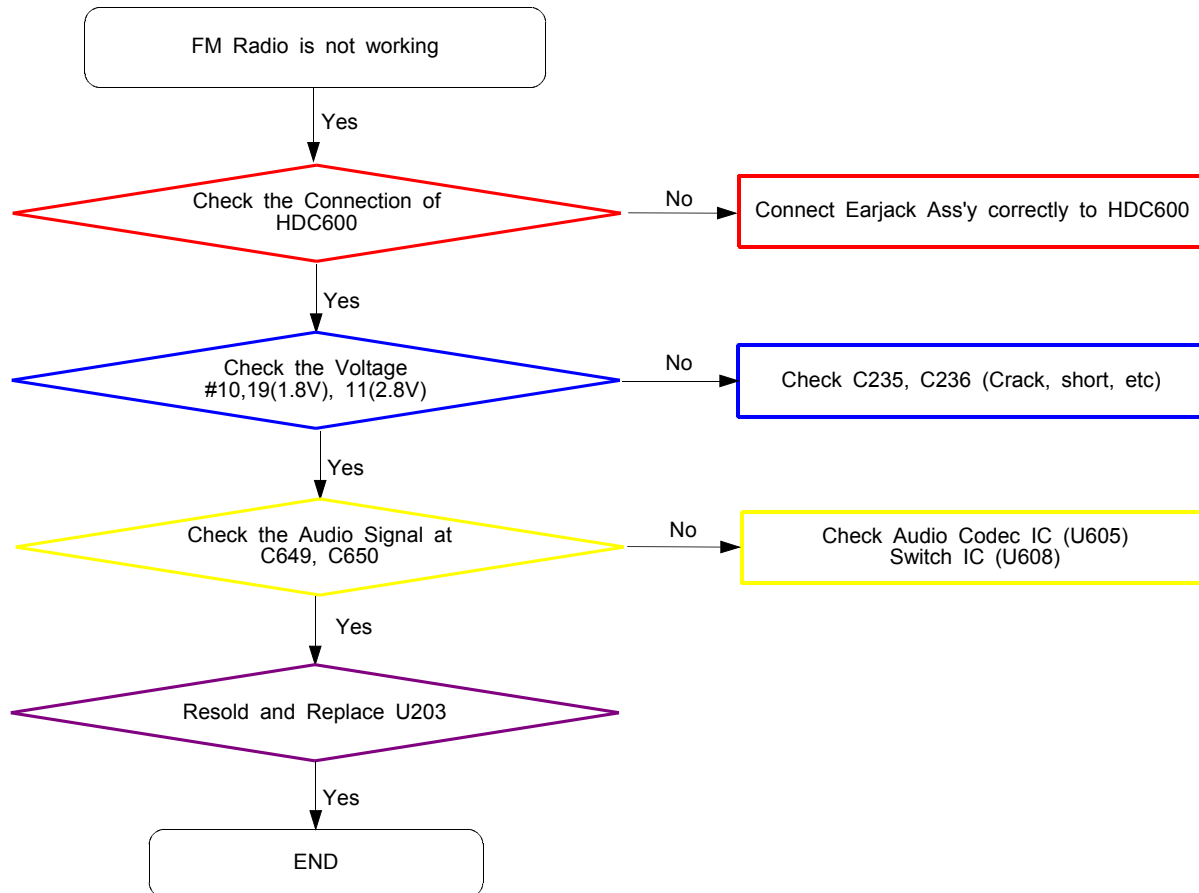 FM Radio is not working
Yes
Check the Connection of
HDC600
No
Connect Earjack Ass'y correctly to HDC600
Yes
Check the Voltage
#10,19(1.8V), 11(2.8V)
No
Check C235, C236 (Crack, short, etc)
Yes
Check the Audio Signal at
C649, C650
No
Check Audio Codec IC (U605)
Switch IC (U608)
Yes
Resold and Replace U203
Yes
END